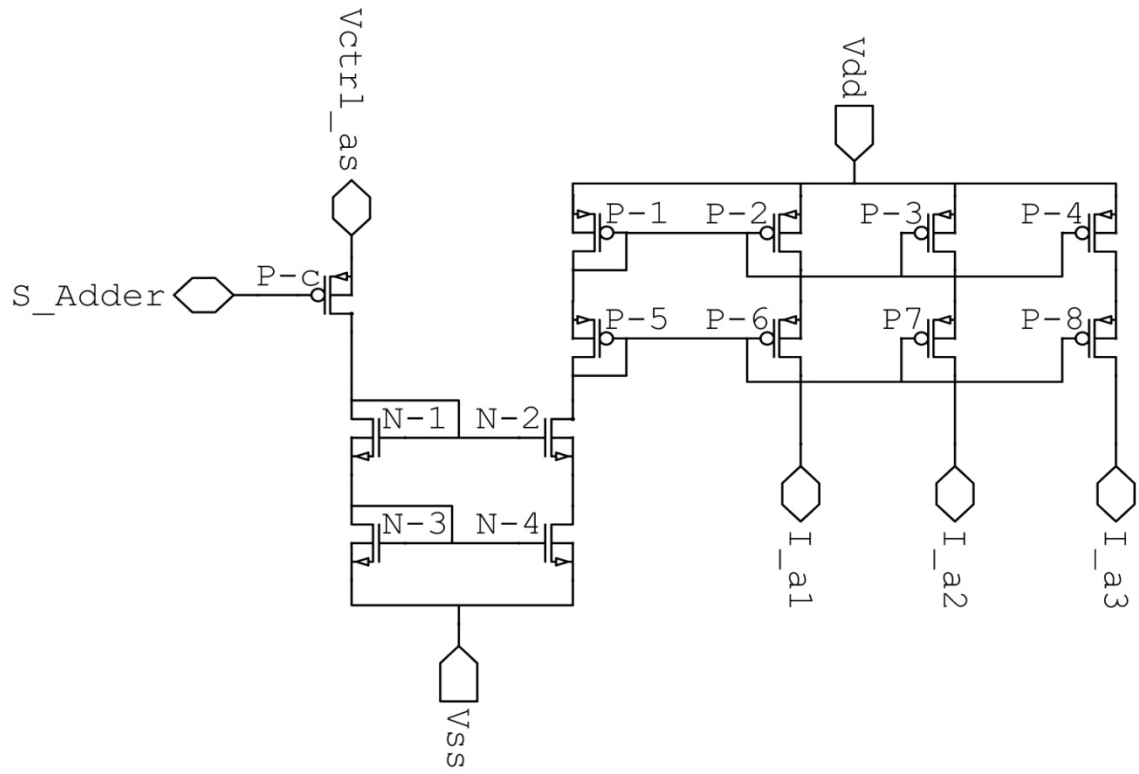 Vctrl_as
Vdd
P-1
P-2
P-3
P-4
P-c
S_Adder
P-5
P-6
P7
P-8
N-1
N-2
N-3
N-4
I_a1
I_a2
I_a3
Vss